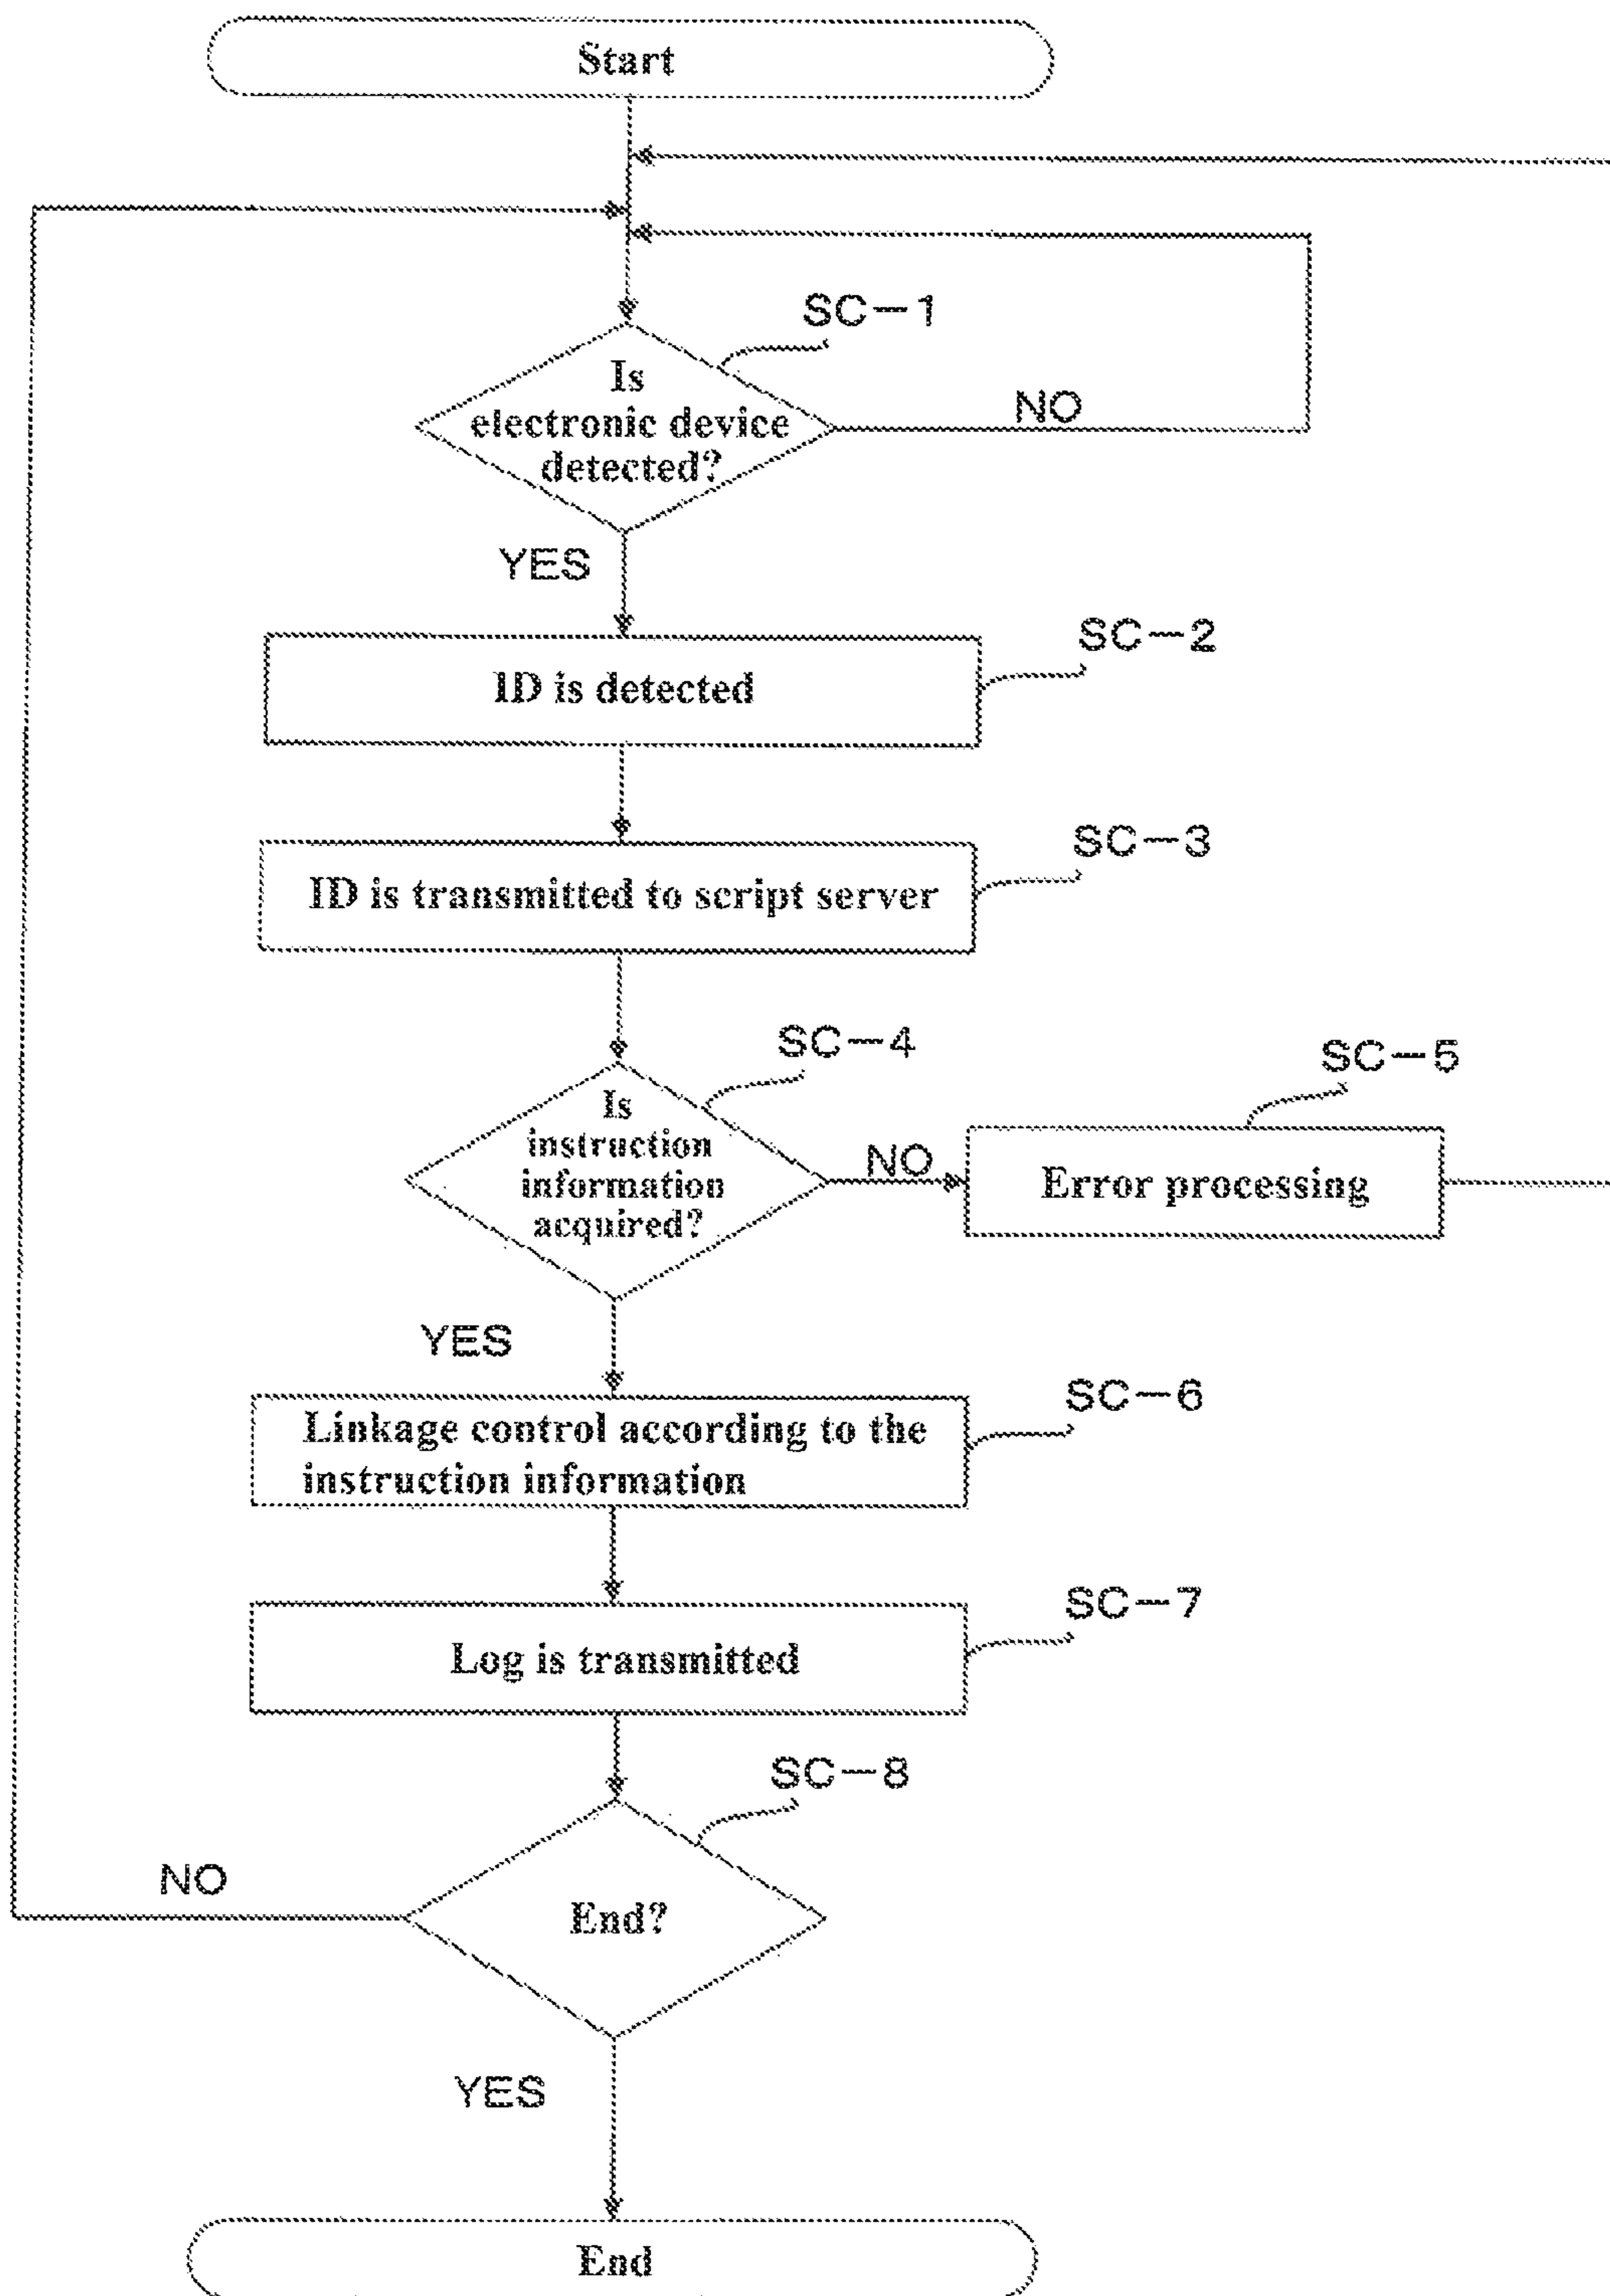 Start
SC-1
Is
electronic device
detected?
NO
YES
SC-2
ID is detected
SC-3
ID is transmitted to script server
SC-4
Is
instruction
information
acquired?
NO
SC-5
Error processing
YES
SC-6
Linkage control according to the
instruction information
SC-7
Log is transmitted
SC-8
NO
End?
YES
End